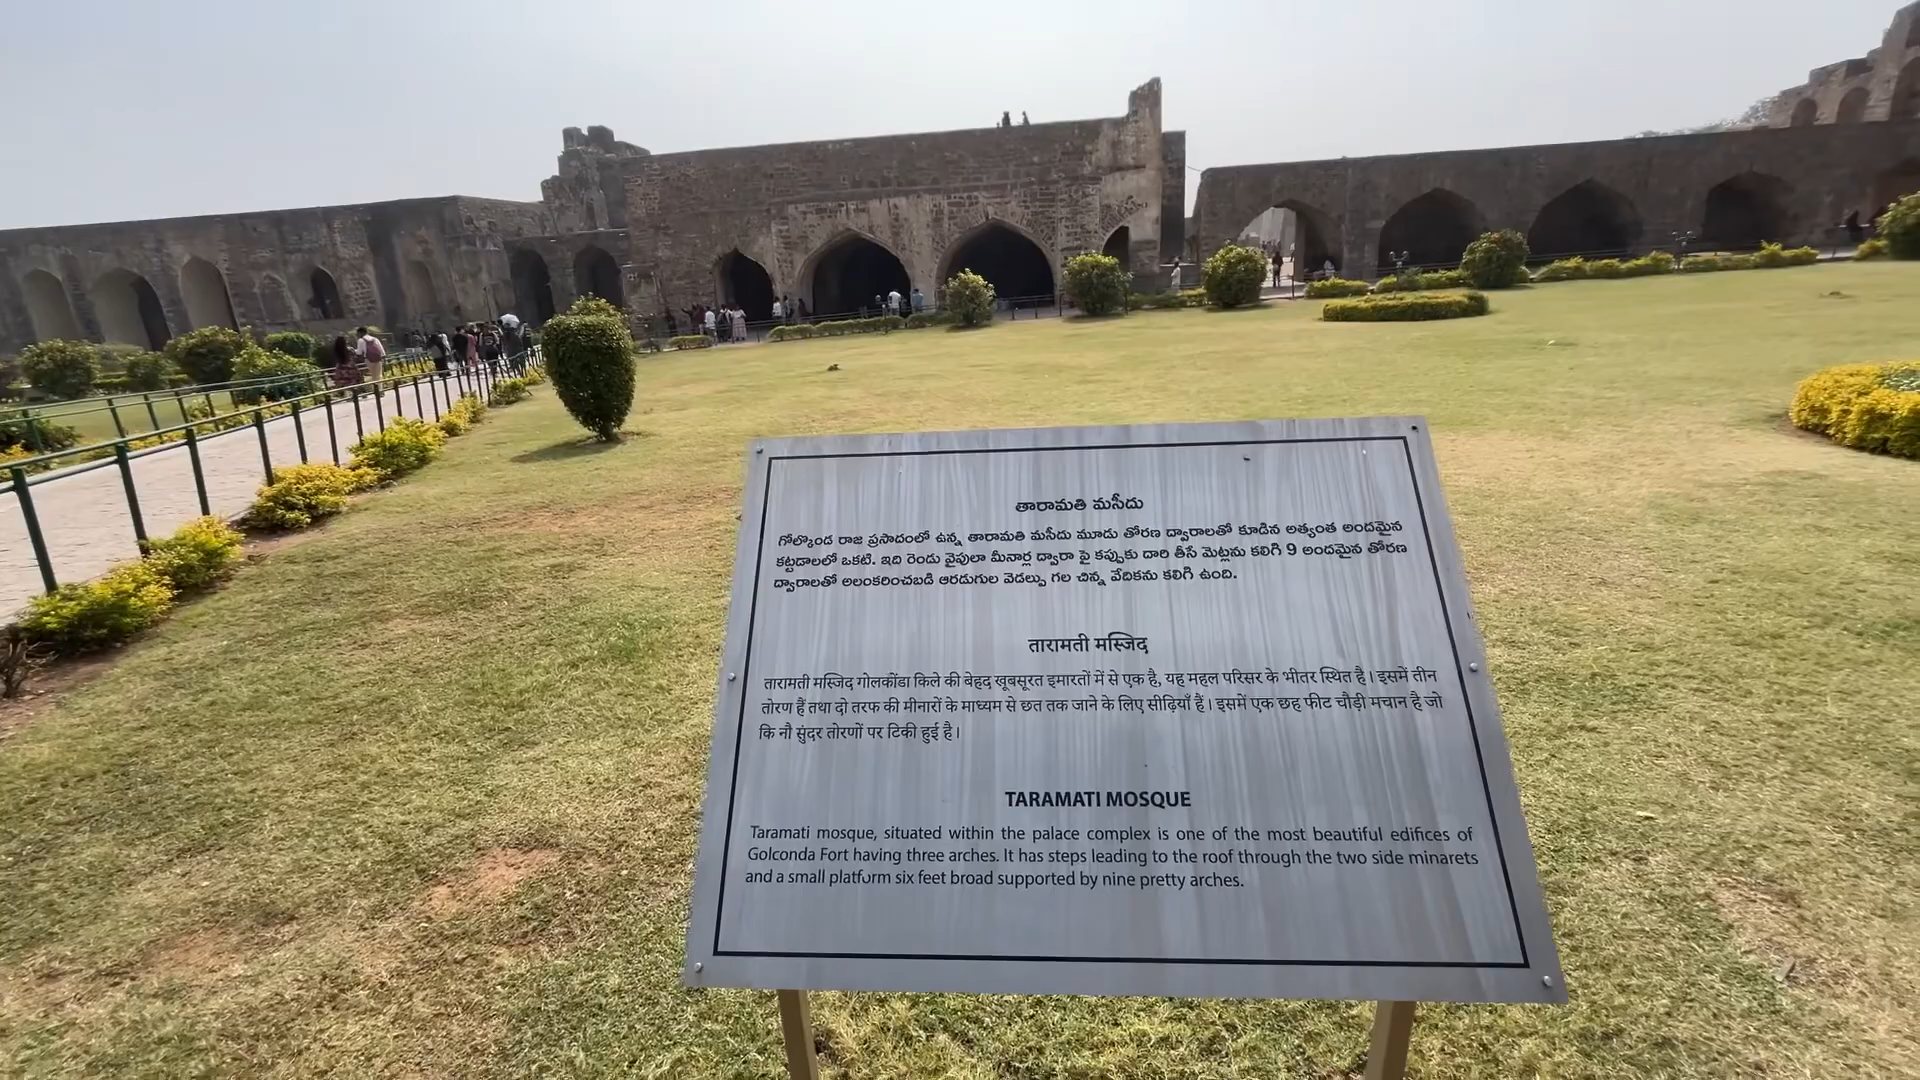 తారామతి మసీదు
గోల్కొండ రాజ ప్రసాదంలో ఉన్న తారామతి మసీదు మూడు తోరణ ద్వారాలతో కూడిన అత్యంత అందమైన
కట్టడాలలో ఒకటి. ఇది రెండు వైపులా మీనార్ల ద్వారా పై కప్పుకు దారి తీసే మెట్లను కలిగి 9 అందమైన తోరణ
ద్వారాలతో అలంకరించబడి ఆరడుగుల వెడల్పు గల చిన్న వేదికను కలిగి ఉంది.
तारामती मस्जिद
तारामती मस्जिद गोलकोंडा किले की बेहद खूबसूरत इमारतों में से एक है, यह महल परिसर के भीतर स्थित है। इसमें तीन
तोरण हैं तथा दो तरफ की मीनारों के माध्यम से छत तक जाने के लिए सीढ़ियाँ हैं। इसमें एक छह फीट चौड़ी मचान है जो
कि नौ सुंदर तोरणों पर टिकी हुई है।
TARAMATI MOSQUE
Taramati mosque, situated within the palace complex is one of the most beautiful edifices of
Golconda Fort having three arches. It has steps leading to the roof through the two side minarets
and a small platform six feet broad supported by nine pretty arches.